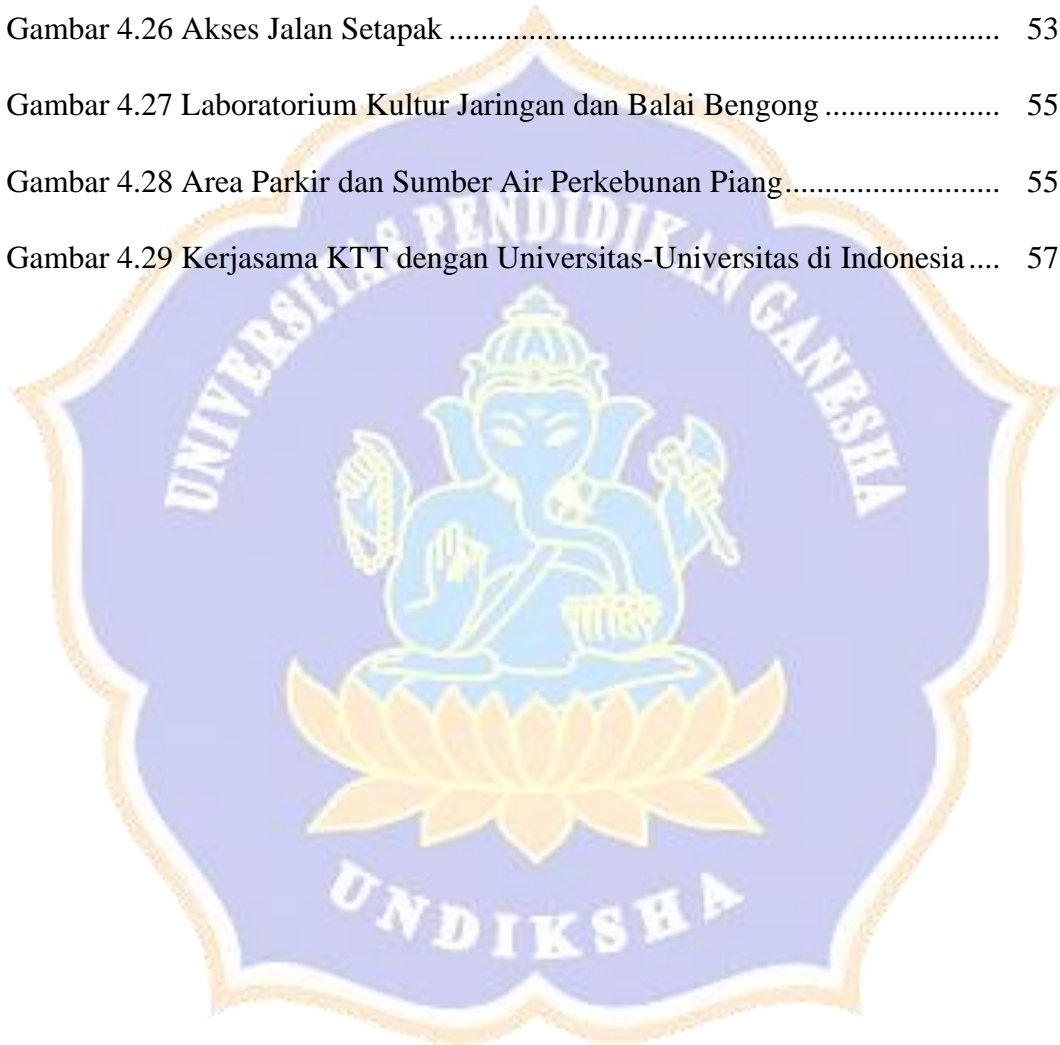 Gambar 4.26 Akses Jalan Setapak .................................................................. 53
Gambar 4.27 Laboratorium Kultur Jaringan dan Balai Bengong ..................... 55
Gambar 4.28 Area Parkir dan Sumber Air Perkebunan Piang.......................... 55
Gambar 4.29 Kerjasama KTT dengan Universitas-Universitas di Indonesia .... 57
UNIVERSITAS PENDIDIKAN GANESHA
UNDIKSHA